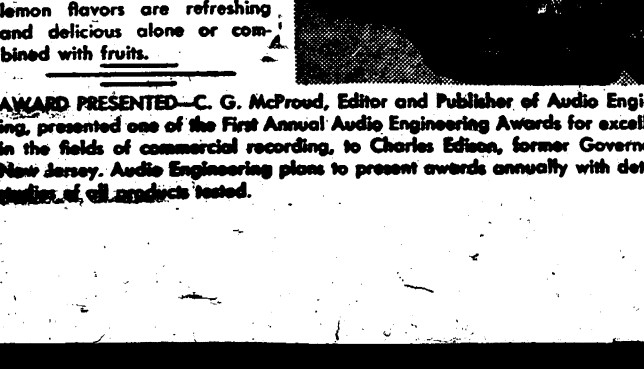 lemon flavors are refreshing
and delicious alone or com-
bined with fruits.
AWARD PRESENTED—C. G. McProud, Editor and Publisher of Audio Engi
ing, presented one of the First Annual Audio Engineering Awards for excell
in the fields of commercial recording, to Charles Edison, former Governo
New Jersey. Audio Engineering plans to present awards annually with det
studies of all products tested.